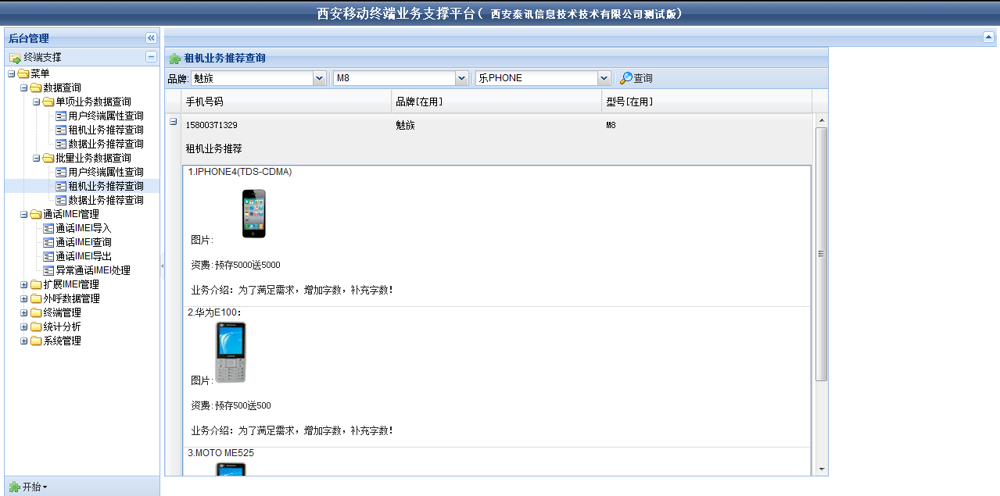 西安移动终端业务支撑平台( 西安泰讯信息技术技术有限公司测试版)
后台管理
终端支撑
菜单
数据查询
单项业务数据查询
用户终端属性查询
租机业务推荐查询
数据业务推荐查询
批量业务数据查询
用户终端属性查询
租机业务推荐查询
数据业务推荐查询
通话IMEI管理
通话IMEI导入
通话IMEI查询
通话IMEI导出
异常通话IMEI处理
扩展IMEI管理
外呼数据管理
终端管理
统计分析
系统管理
开始
租机业务推荐查询
品牌: 魅族 M8 乐PHONE 查询
手机号码 品牌[在用] 型号[在用]
15800371329 魅族 M8
租机业务推荐
1.IPHONE4(TDS-CDMA)
图片:
资费:预存5000送5000
业务介绍：为了满足需求，增加字数，补充字数！
2.华为E100：
图片:
资费:预存500送500
业务介绍：为了满足需求，增加字数，补充字数！
3.MOTO ME525